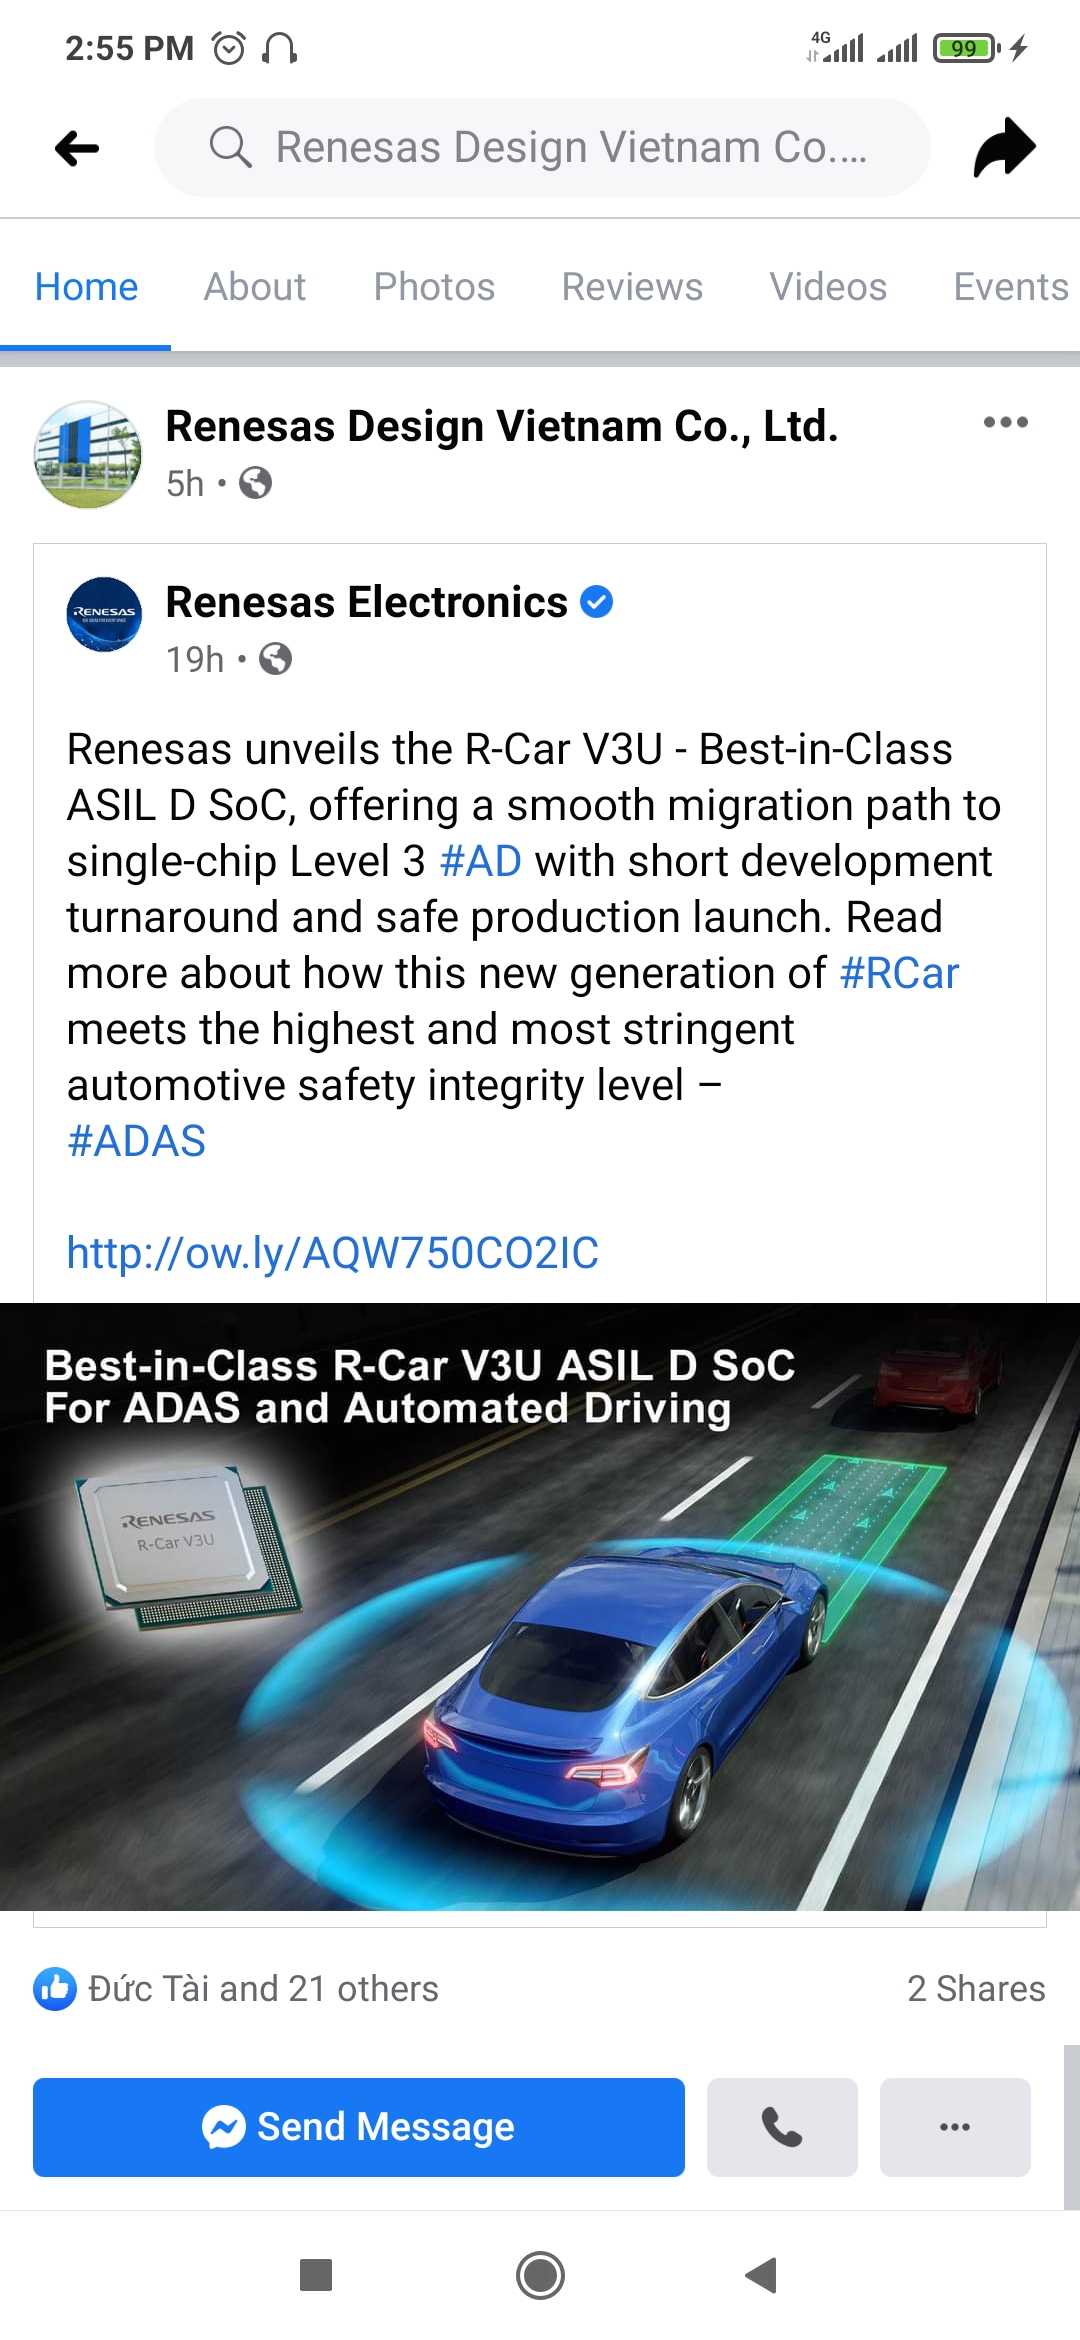 2:55 PM
4G
99
Renesas Design Vietnam Co....
Home About Photos Reviews Videos Events
Renesas Design Vietnam Co., Ltd.
5h •
RENESAS
Renesas Electronics
19h •
Renesas unveils the R-Car V3U - Best-in-Class
ASIL D SoC, offering a smooth migration path to
single-chip Level 3 #AD with short development
turnaround and safe production launch. Read
more about how this new generation of #RCar
meets the highest and most stringent
automotive safety integrity level –
#ADAS
http://ow.ly/AQW750CO2IC
Best-in-Class R-Car V3U ASIL D SoC
For ADAS and Automated Driving
RENESAS
R-Car V3U
Đức Tài and 21 others
2 Shares
Send Message